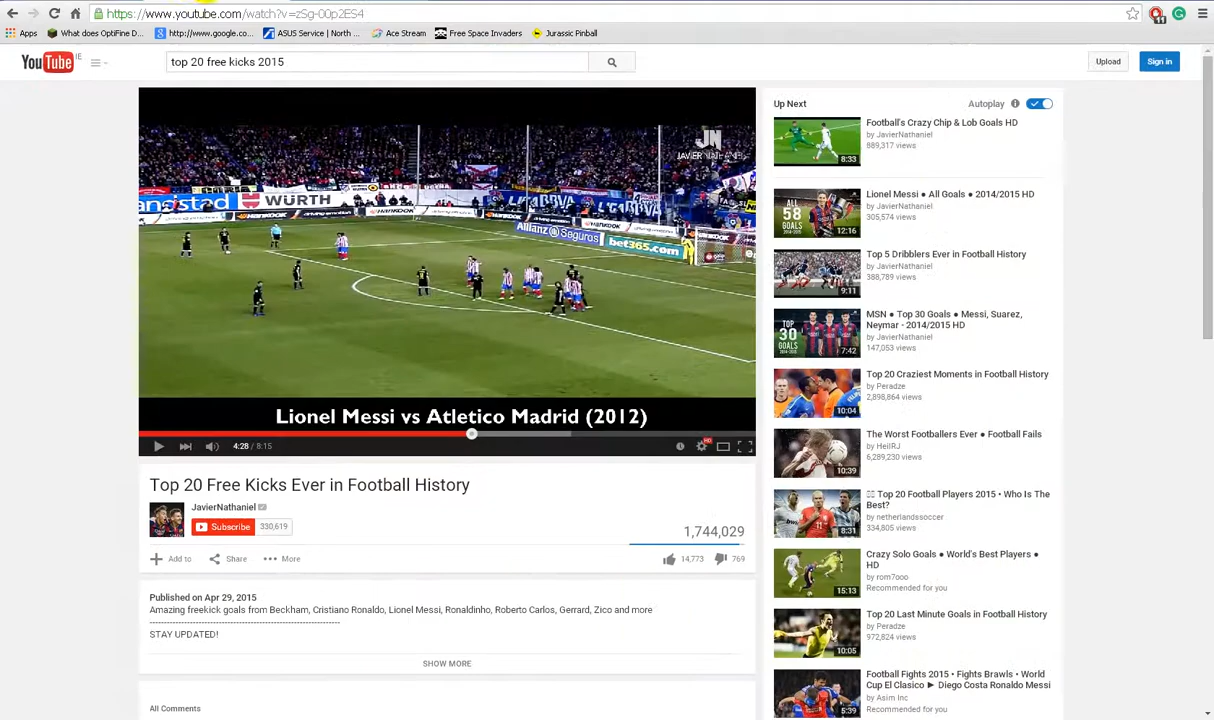 https://www.youtube.com/watch?v=zSg-00p2ES4
Apps
What does OptiFine D...
http://www.google.co...
ASUS Service | North ...
Ace Stream
Free Space Invaders
Jurassic Pinball
YouTube IE
top 20 free kicks 2015
Upload
Sign in
JN
JAVIER NATHANIEL
WÜRTH
HANKOOK
Allianz
Seguros
bet365.com
Lionel Messi vs Atletico Madrid (2012)
4:28 / 8:15
HD
Top 20 Free Kicks Ever in Football History
JavierNathaniel
Subscribe 330,619
1,744,029
Add to
Share
More
14,773
769
Published on Apr 29, 2015
Amazing freekick goals from Beckham, Cristiano Ronaldo, Lionel Messi, Ronaldinho, Roberto Carlos, Gerrard, Zico and more
----------------------------------------------------
STAY UPDATED!
SHOW MORE
All Comments
Up Next
Autoplay
Football's Crazy Chip & Lob Goals HD
by JavierNathaniel
889,317 views
8:33
Lionel Messi ● All Goals ● 2014/2015 HD
by JavierNathaniel
305,574 views
ALL
58
GOALS
12:16
Top 5 Dribblers Ever in Football History
by JavierNathaniel
388,789 views
9:11
MSN ● Top 30 Goals ● Messi, Suarez,
Neymar - 2014/2015 HD
by JavierNathaniel
147,053 views
TOP
30
GOALS
7:42
Top 20 Craziest Moments in Football History
by Peradze
2,898,864 views
10:04
The Worst Footballers Ever ● Football Fails
by HeilRJ
6,289,230 views
10:39
Top 20 Football Players 2015 • Who Is The
Best?
by netherlandssoccer
334,805 views
8:31
Crazy Solo Goals ● World's Best Players ●
HD
by rom7ooo
Recommended for you
15:13
Top 20 Last Minute Goals in Football History
by Peradze
972,824 views
10:05
Football Fights 2015 • Fights Brawls • World
Cup El Clasico ► Diego Costa Ronaldo Messi
by Asim Inc
Recommended for you
5:39